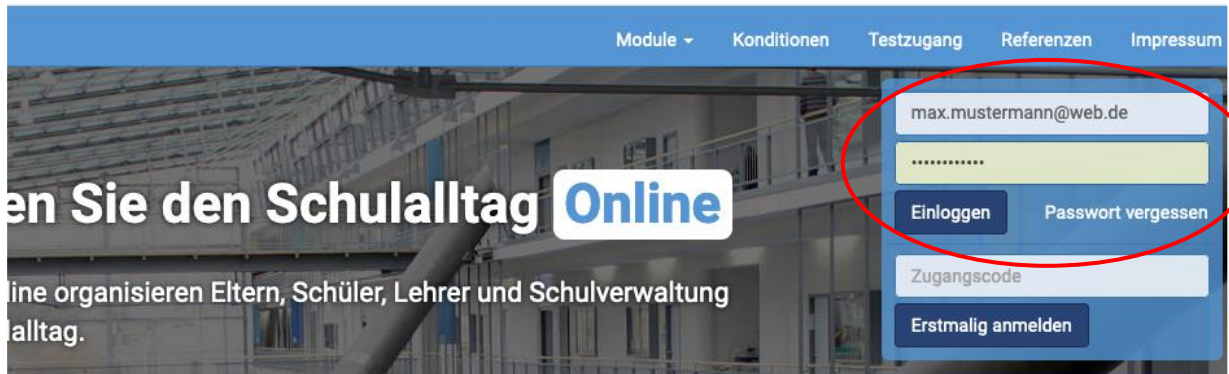 Module Konditionen Testzugang Referenzen Impressum
max.mustermann@web.de
••••••••••••
Einloggen Passwort vergessen
en Sie den Schulalltag Online
Zugangscode
line organisieren Eltern, Schüler, Lehrer und Schulverwaltung
lalltag.
Erstmalig anmelden